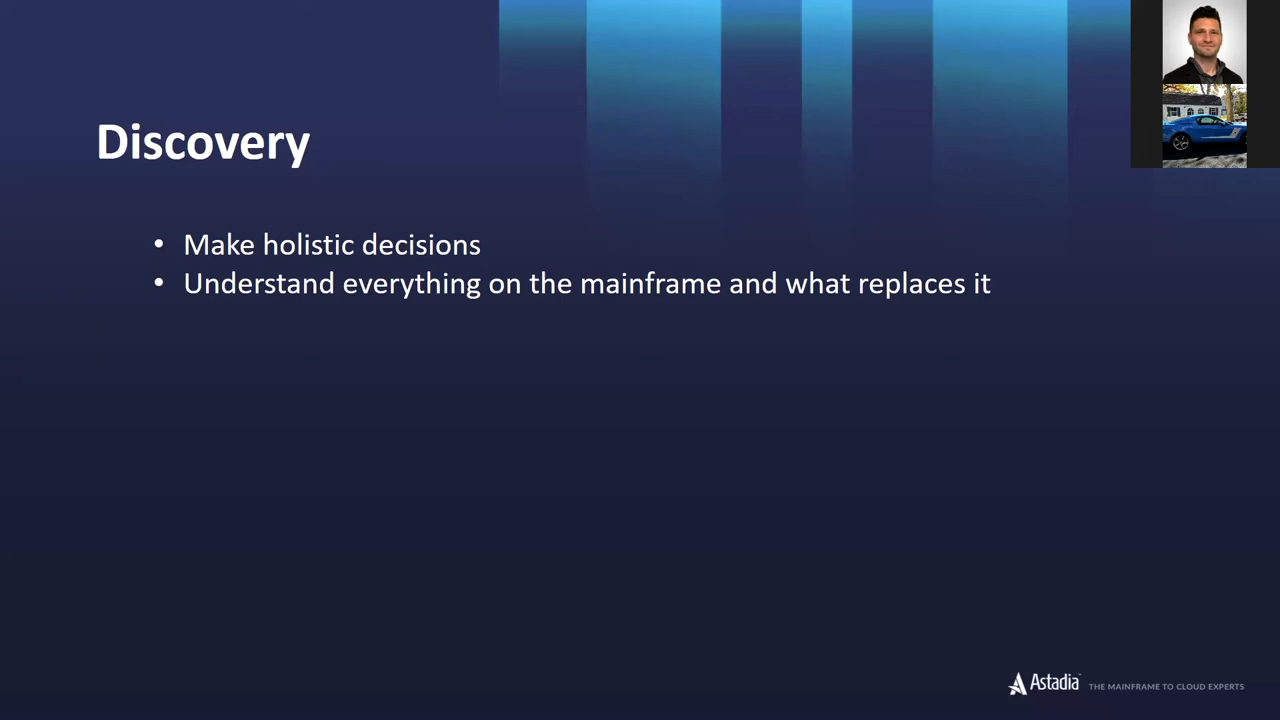 Discovery
• Make holistic decisions
• Understand everything on the mainframe and what replaces it
Astadia THE MAINFRAME TO CLOUD EXPERTS